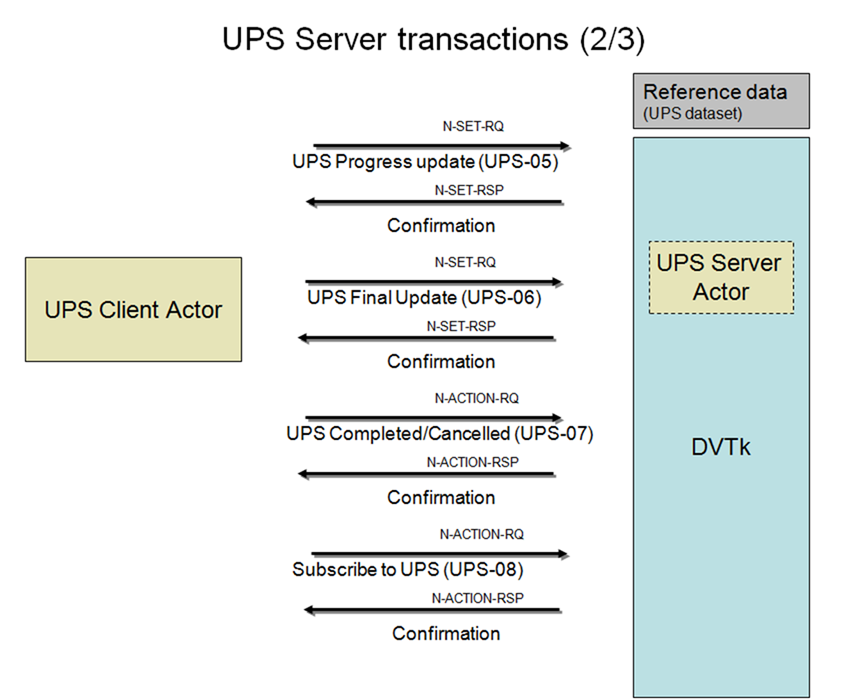 UPS Server transactions (2/3)
Reference data
(UPS dataset)
N-SET-RQ
UPS Progress update (UPS-05)
N-SET-RSP
Confirmation
N-SET-RQ
UPS Final Update (UPS-06)
N-SET-RSP
Confirmation
N-ACTION-RQ
UPS Completed/Cancelled (UPS-07)
N-ACTION-RSP
Confirmation
N-ACTION-RQ
Subscribe to UPS (UPS-08)
N-ACTION-RSP
Confirmation
UPS Client Actor
UPS Server
Actor
DVTk